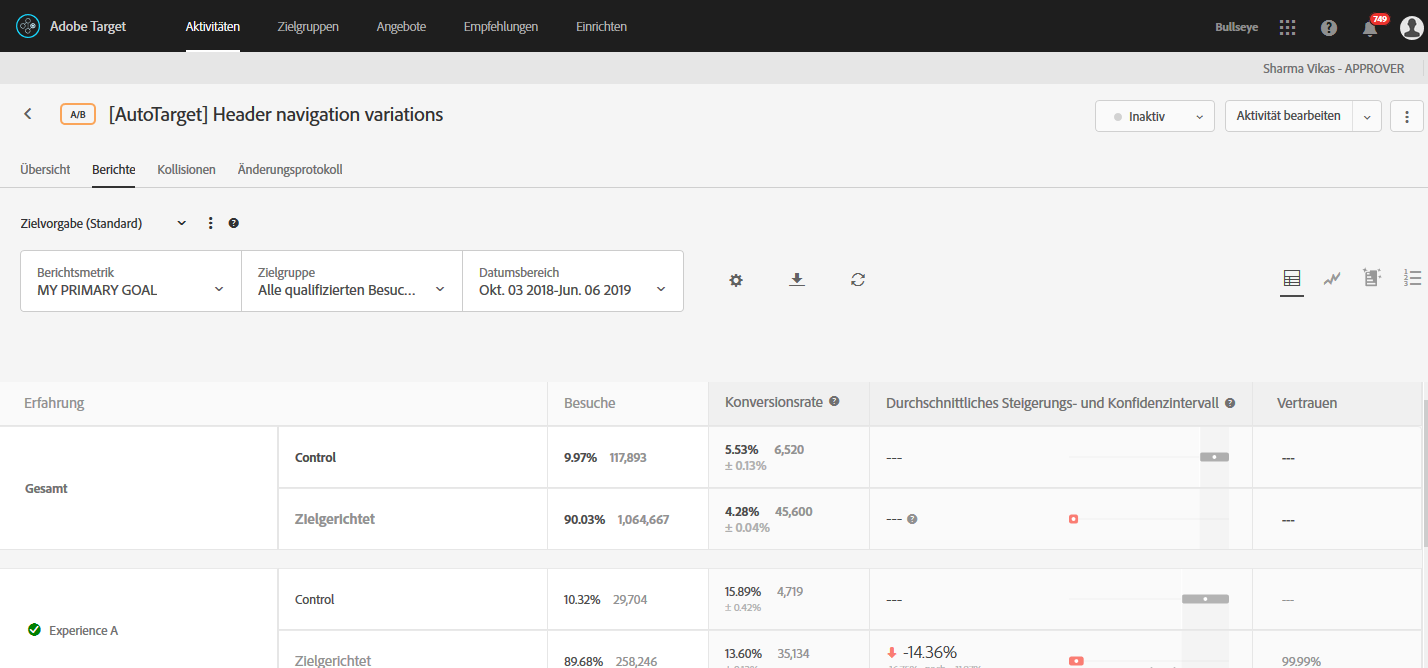 Adobe Target Aktivitäten Zielgruppen Angebote Empfehlungen Einrichten Bullseye 749
Sharma Vikas - APPROVER
A/B [AutoTarget] Header navigation variations Inaktiv Aktivität bearbeiten
Übersicht Berichte Kollisionen Änderungsprotokoll
Zielvorgabe (Standard)
Berichtsmetrik Zielgruppe Datumsbereich
MY PRIMARY GOAL Alle qualifizierten Besuc... Okt. 03 2018-Jun. 06 2019
Erfahrung Besuche Konversionsrate Durchschnittliches Steigerungs- und Konfidenzintervall Vertrauen
Gesamt
Control 9.97% 117,893 5.53% 6,520 --- ---
± 0.13%
Zielgerichtet 90.03% 1,064,667 4.28% 45,600 --- ---
± 0.04%
Experience A
Control 10.32% 29,704 15.89% 4,719 --- ---
± 0.42%
Zielgerichtet 89.68% 258,246 13.60% 35,134 -14.36% 99.99%